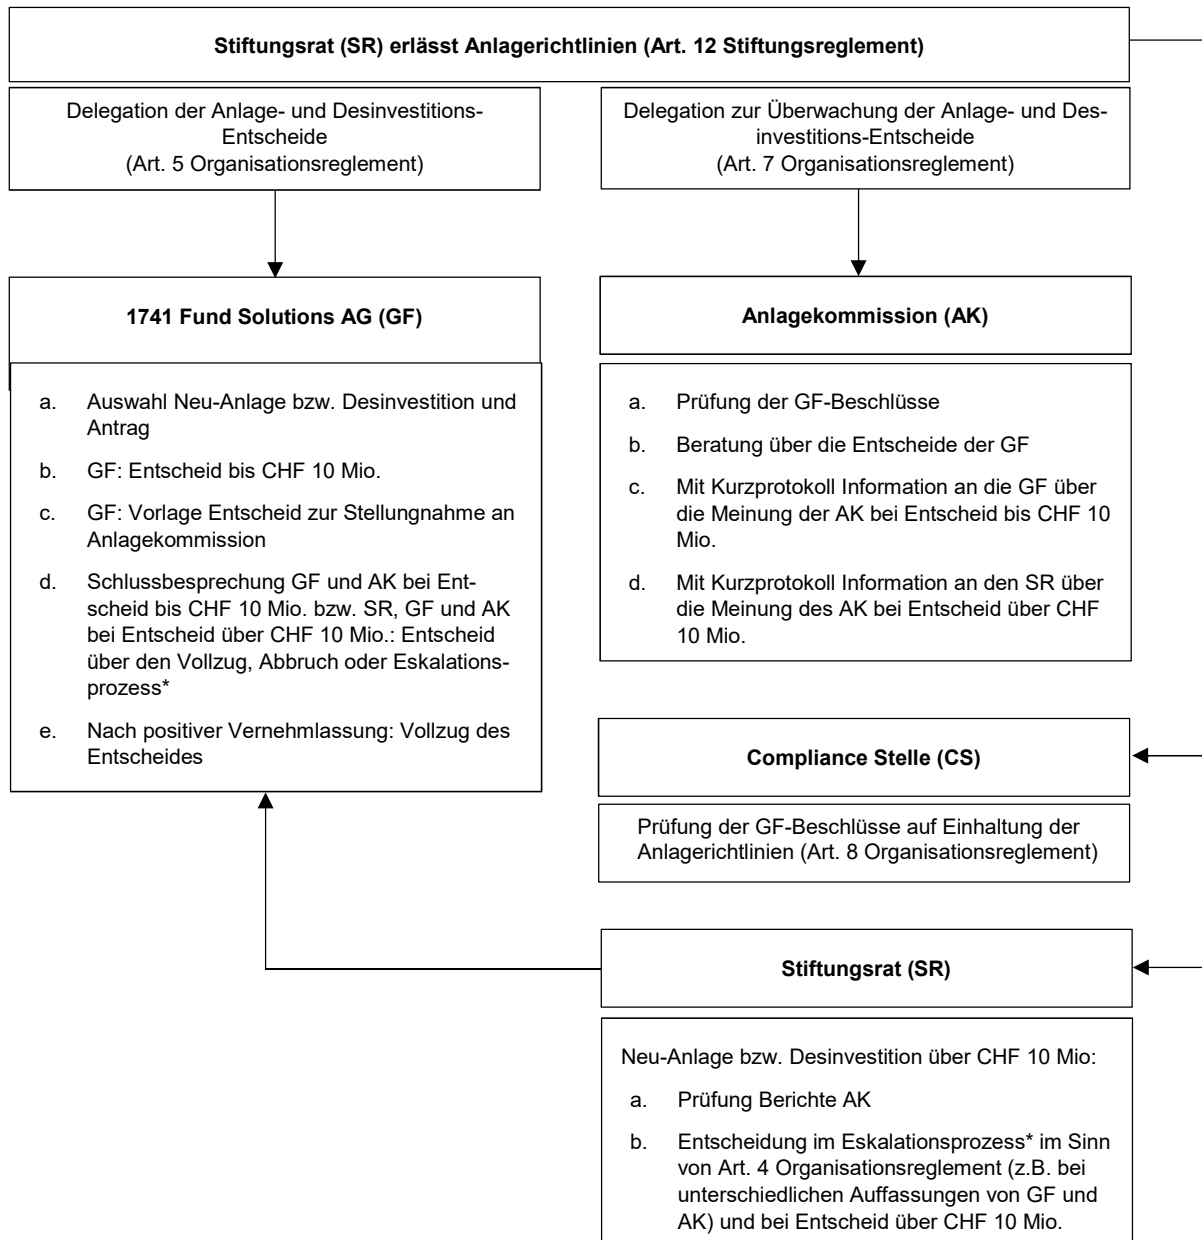 Stiftungsrat (SR) erlässt Anlagerichtlinien (Art. 12 Stiftungsreglement)
Delegation der Anlage- und Desinvestitions-
Entscheide
(Art. 5 Organisationsreglement)
Delegation zur Überwachung der Anlage- und Des-
investitions-Entscheide
(Art. 7 Organisationsreglement)
1741 Fund Solutions AG (GF)
a. Auswahl Neu-Anlage bzw. Desinvestition und
Antrag
b. GF: Entscheid bis CHF 10 Mio.
c. GF: Vorlage Entscheid zur Stellungnahme an
Anlagekommission
d. Schlussbesprechung GF und AK bei Ent-
scheid bis CHF 10 Mio. bzw. SR, GF und AK
bei Entscheid über CHF 10 Mio.: Entscheid
über den Vollzug, Abbruch oder Eskalations-
prozess*
e. Nach positiver Vernehmlassung: Vollzug des
Entscheides
Anlagekommission (AK)
a. Prüfung der GF-Beschlüsse
b. Beratung über die Entscheide der GF
c. Mit Kurzprotokoll Information an die GF über
die Meinung der AK bei Entscheid bis CHF 10
Mio.
d. Mit Kurzprotokoll Information an den SR über
die Meinung des AK bei Entscheid über CHF
10 Mio.
Compliance Stelle (CS)
Prüfung der GF-Beschlüsse auf Einhaltung der
Anlagerichtlinien (Art. 8 Organisationsreglement)
Stiftungsrat (SR)
Neu-Anlage bzw. Desinvestition über CHF 10 Mio:
a. Prüfung Berichte AK
b. Entscheidung im Eskalationsprozess* im Sinn
von Art. 4 Organisationsreglement (z.B. bei
unterschiedlichen Auffassungen von GF und
AK) und bei Entscheid über CHF 10 Mio.